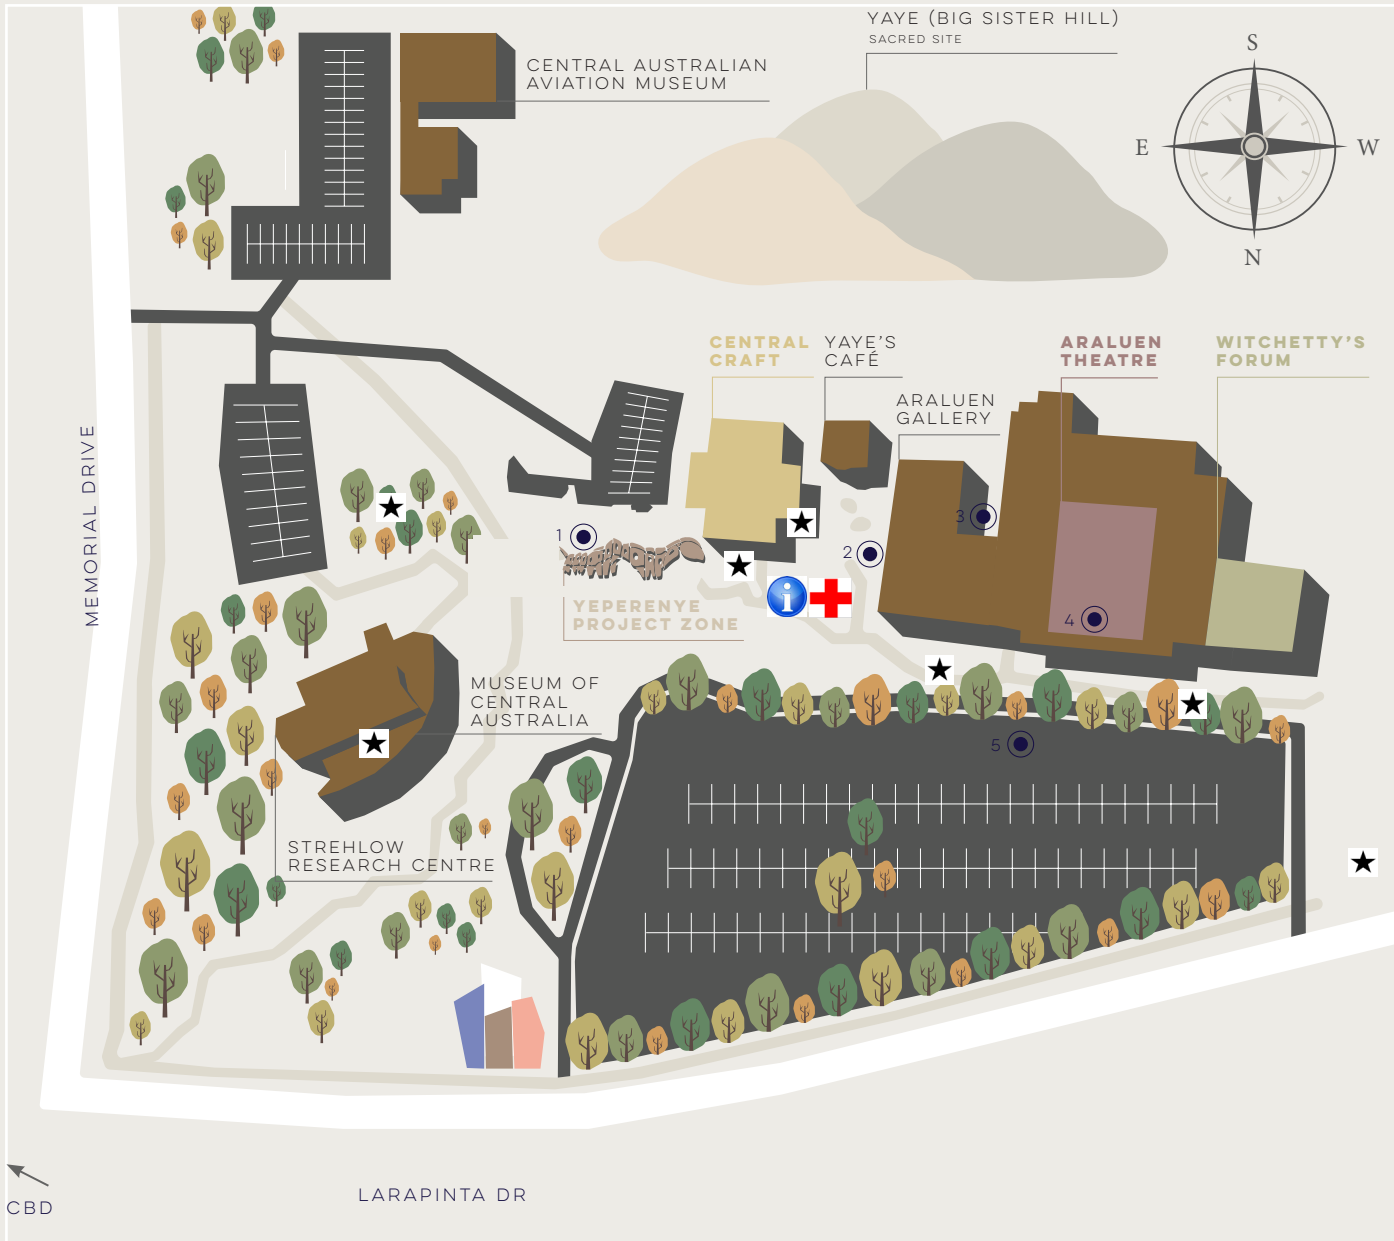 YAYE (BIG SISTER HILL)
SACRED SITE
S
E
W
N
CENTRAL AUSTRALIAN
AVIATION MUSEUM
CENTRAL
CRAFT
YAYE'S
CAFÉ
ARALUEN
THEATRE
WITCHETTY'S
FORUM
ARALUEN
GALLERY
MEMORIAL DRIVE
1
2
3
4
5
i
YEPERENYE
PROJECT ZONE
MUSEUM OF
CENTRAL
AUSTRALIA
STREHLOW
RESEARCH CENTRE
CBD
LARAPINTA DR